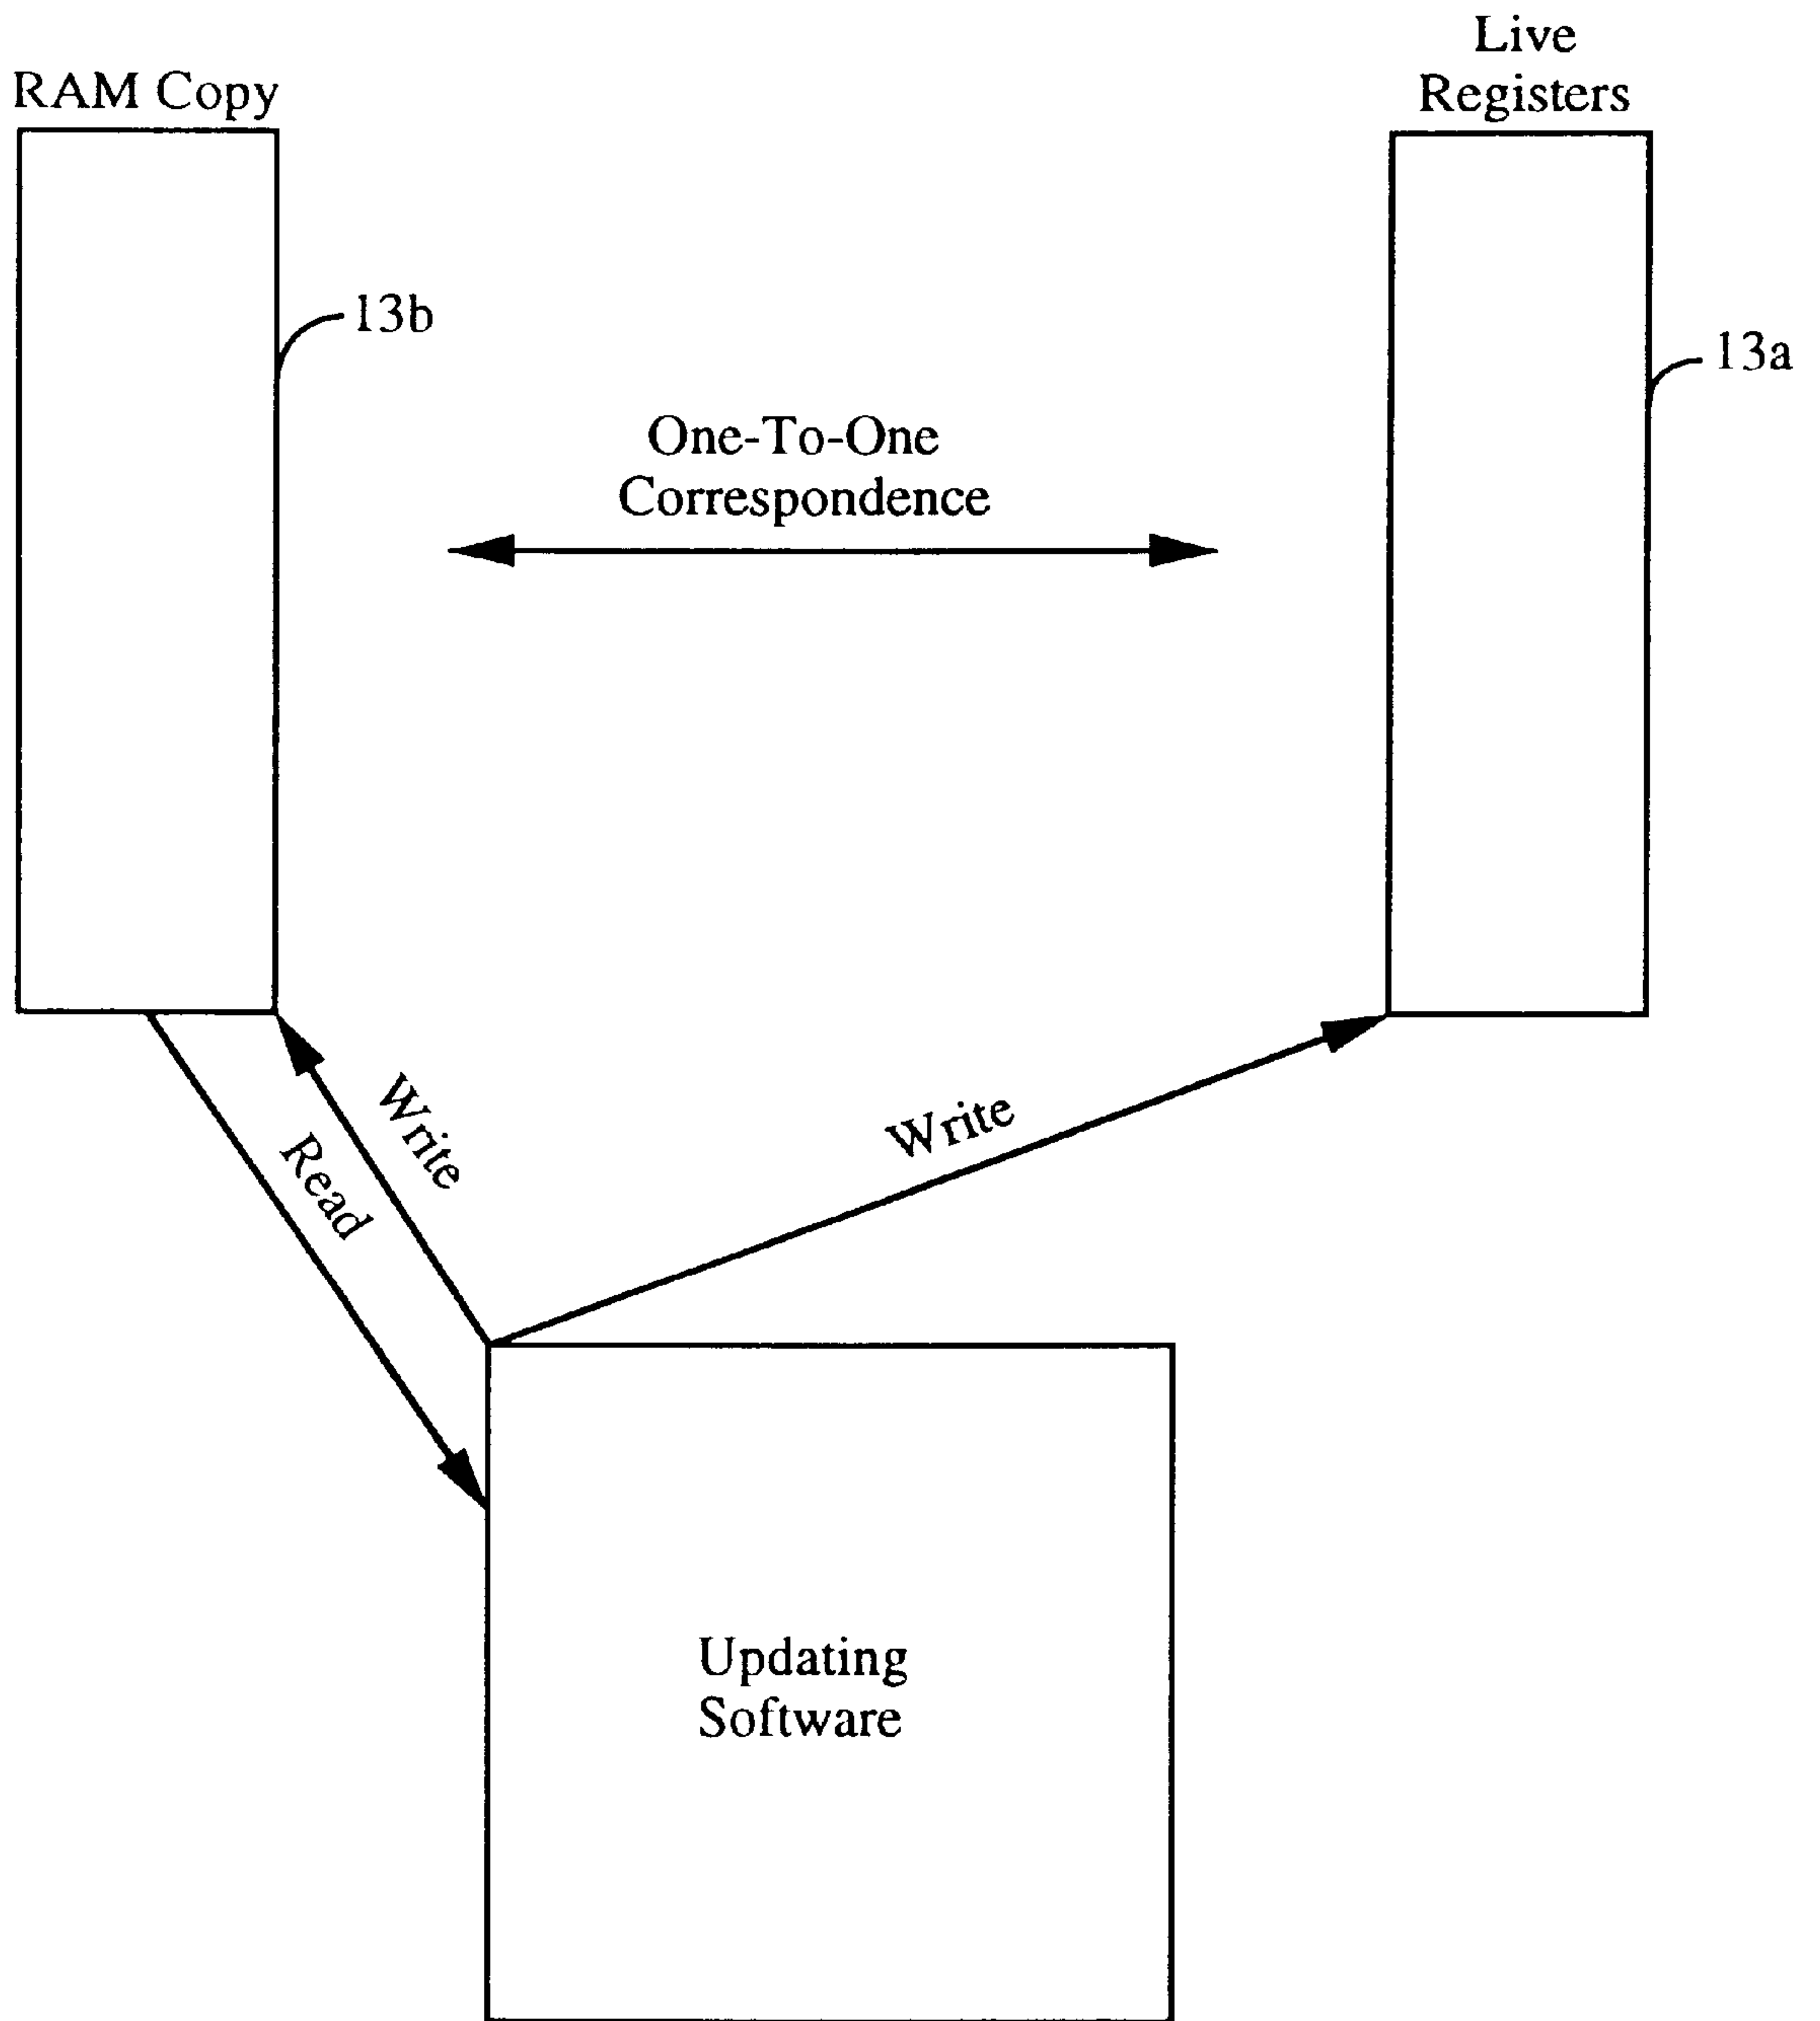 Live
Registers
RAM Copy
13b
13a
One-To-One
Correspondence
Write
Read
Write
Updating
Software